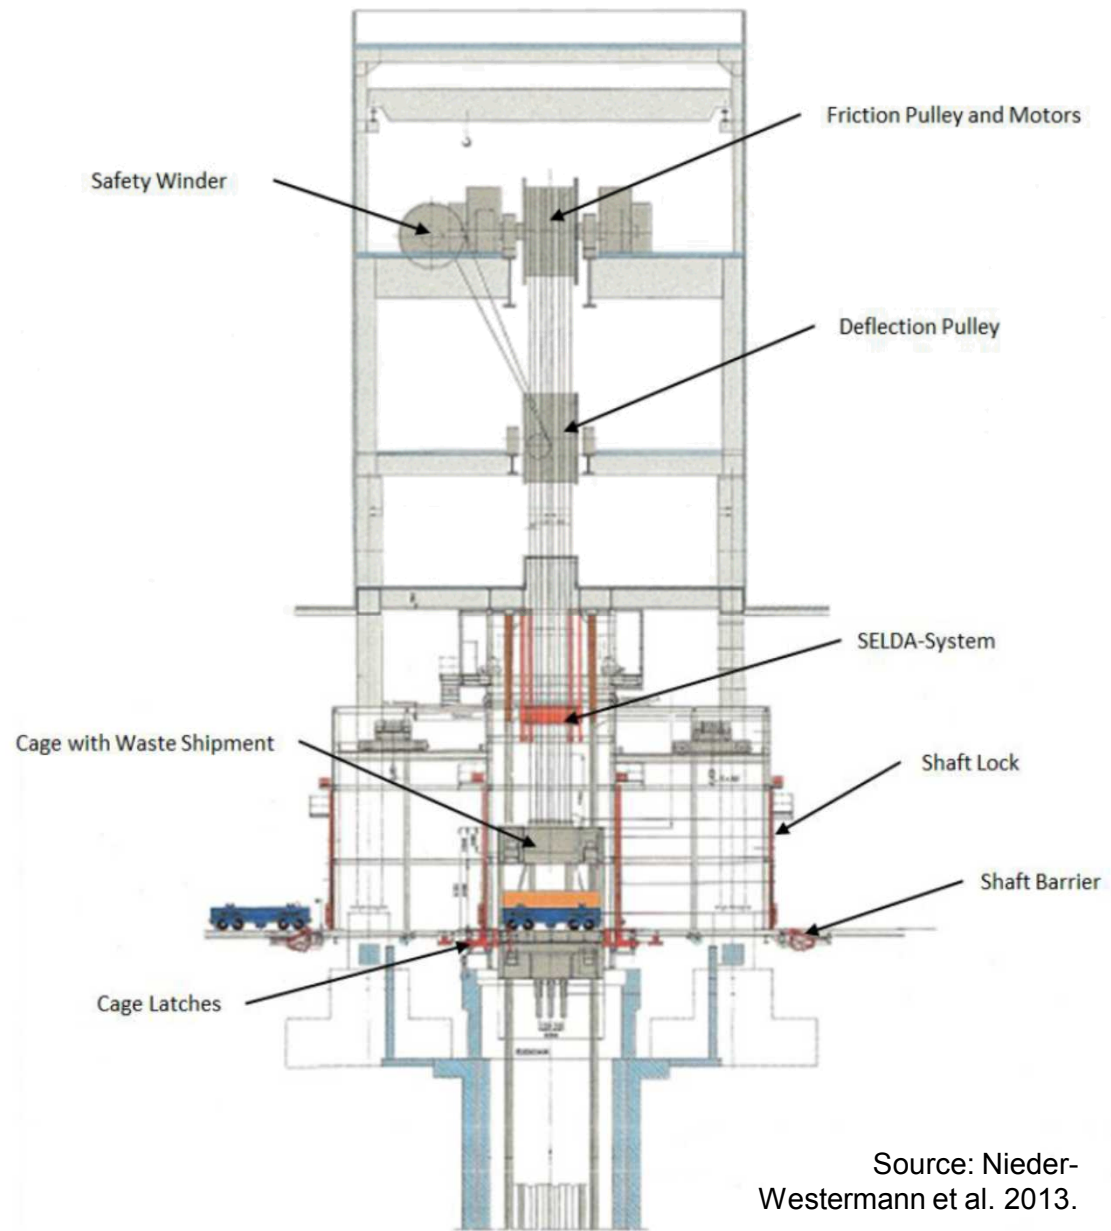 Friction Pulley and Motors
Safety Winder
Deflection Pulley
SELDA-System
Cage with Waste Shipment
Shaft Lock
Shaft Barrier
Cage Latches
Source: Nieder-
Westermann et al. 2013.